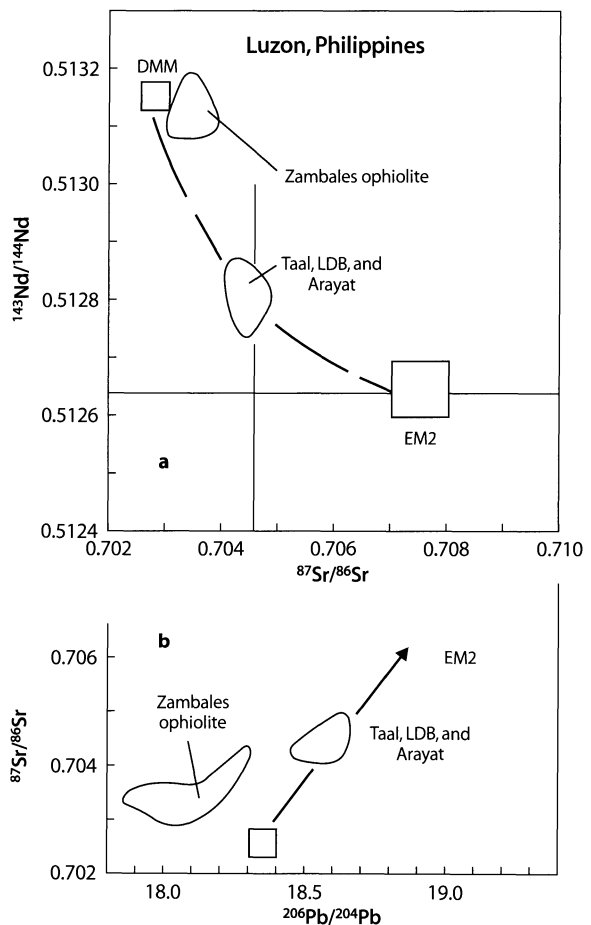 Luzon, Philippines
DMM
0.5132
Zambales ophiolite
0.5130
143Nd/144Nd
Taal, LDB, and
Arayat
0.5128
0.5126
EM2
a
0.5124
0.702
0.704
0.706
0.708
0.710
87Sr/86Sr
b
0.706
EM2
Zambales
ophiolite
87Sr/86Sr
Taal, LDB, and
Arayat
0.704
0.702
18.0
18.5
19.0
206Pb/204Pb